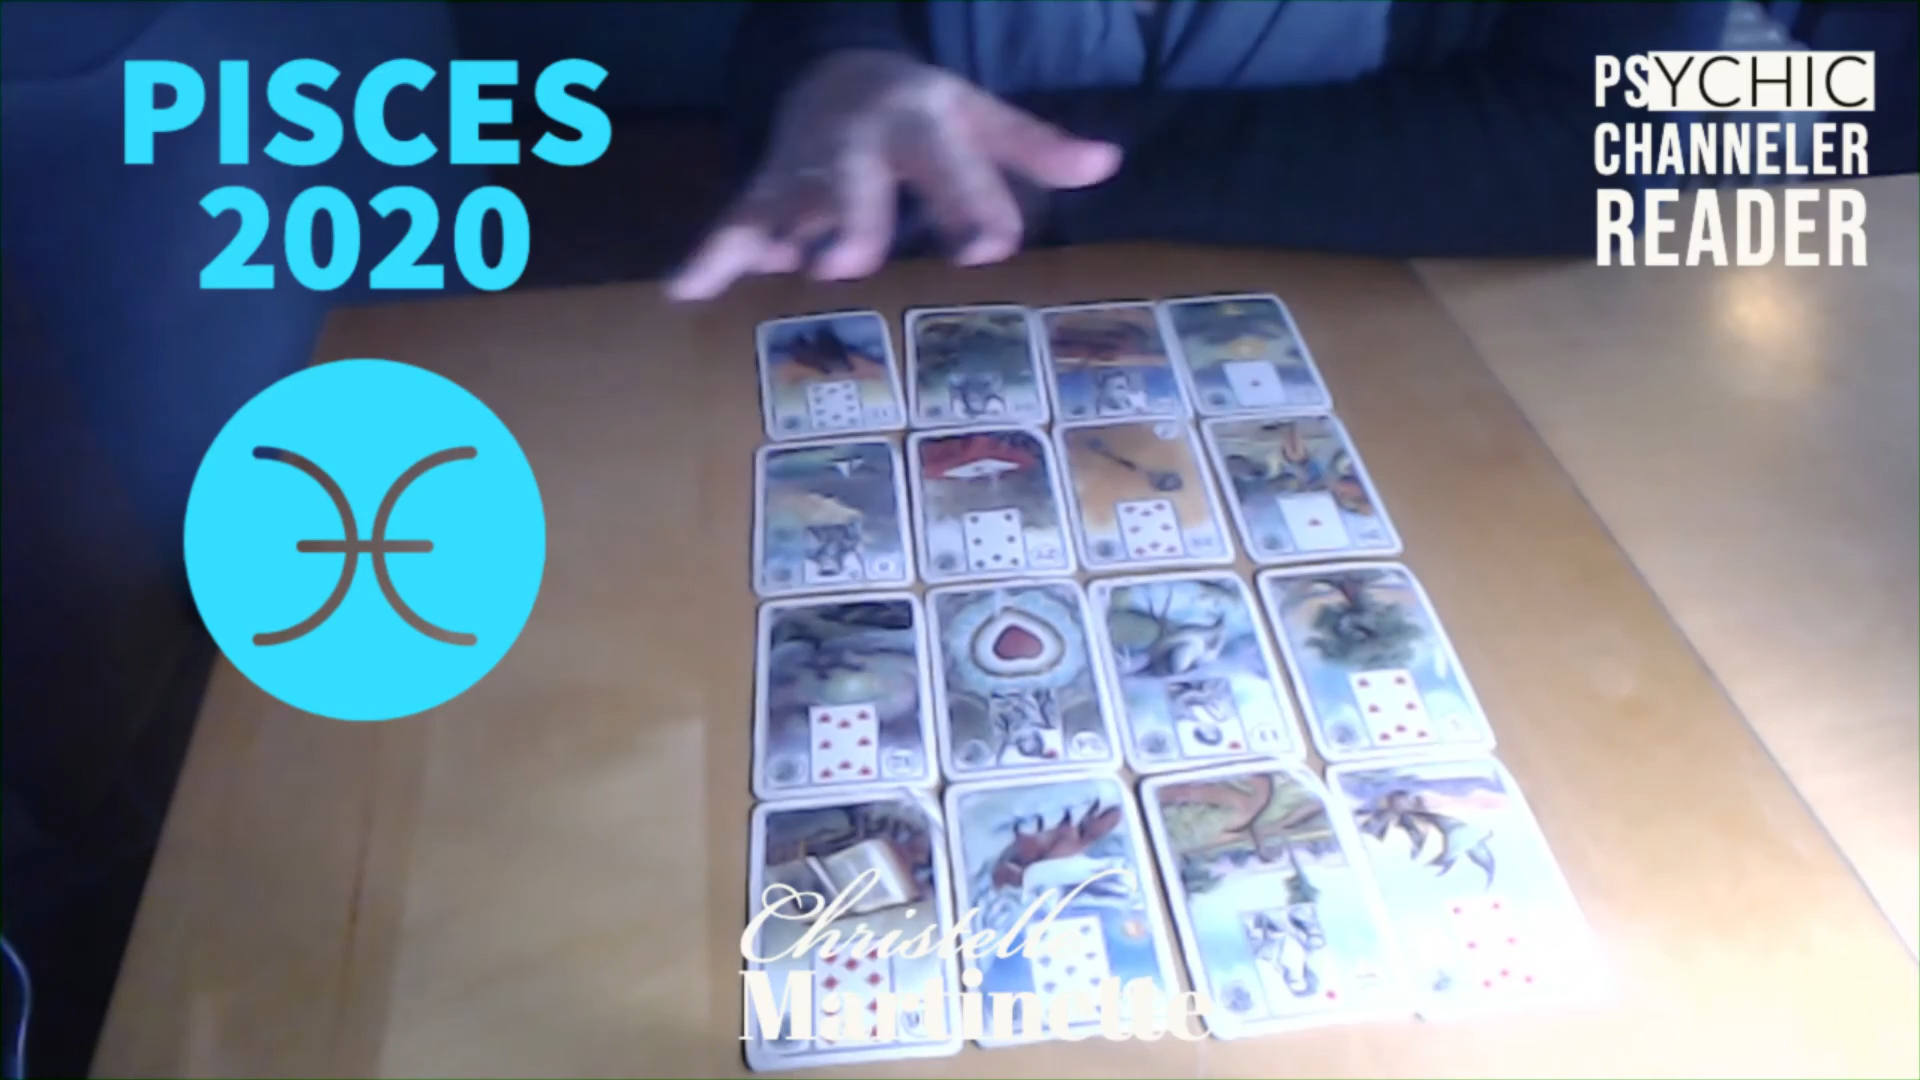 PISCES
2020
PSYCHIC
CHANNELER
READER
Christelle
Martinette